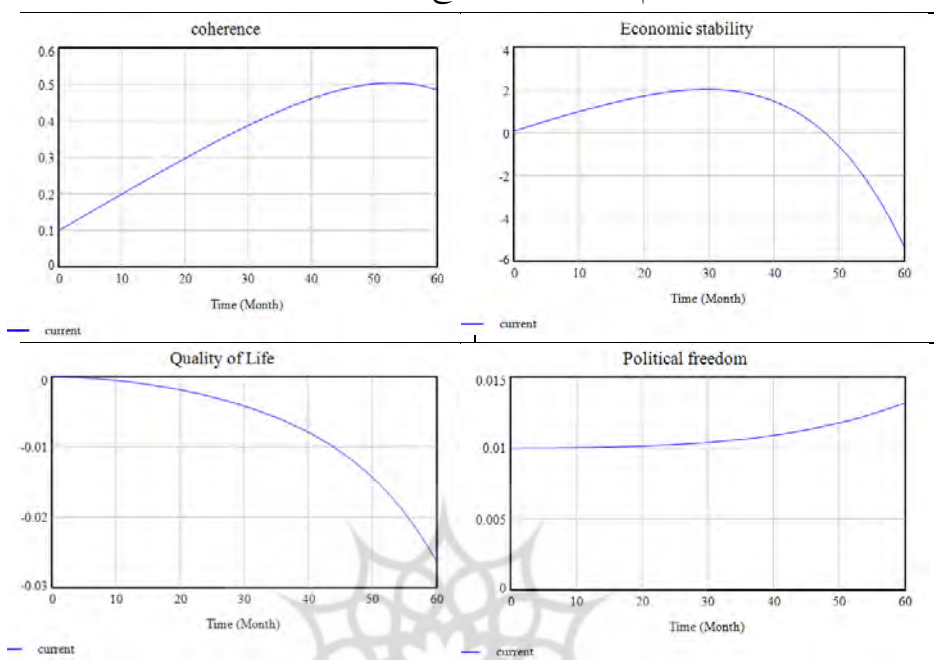 coherence
0.6
0.5
0.4
0.3
0.2
0.1
0
0 10 20 30 40 50 60
Time (Month)
current
Economic stability
4
2
0
-2
-4
-6
0 10 20 30 40 50 60
Time (Month)
current
Quality of Life
0
-0.01
-0.02
-0.03
0 10 20 30 40 50 60
Time (Month)
current
Political freedom
0.015
0.01
0.005
0
0 10 20 30 40 50 60
Time (Month)
current